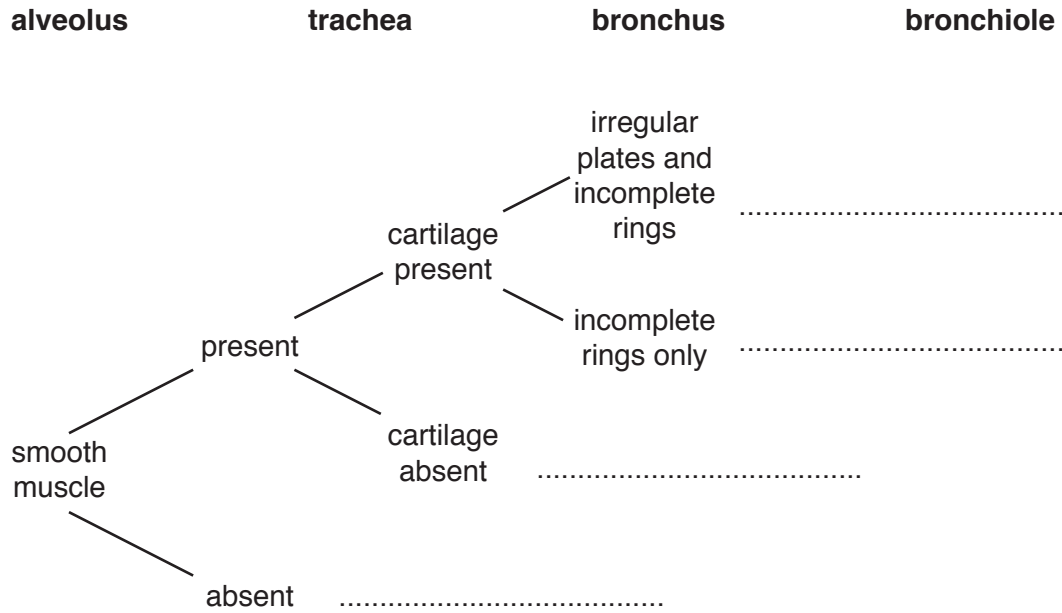 alveolus trachea bronchus bronchiole
irregular
plates and
incomplete
rings ........................................
cartilage
present
incomplete
rings only ........................................
present
cartilage
absent ........................................
smooth
muscle
absent ........................................